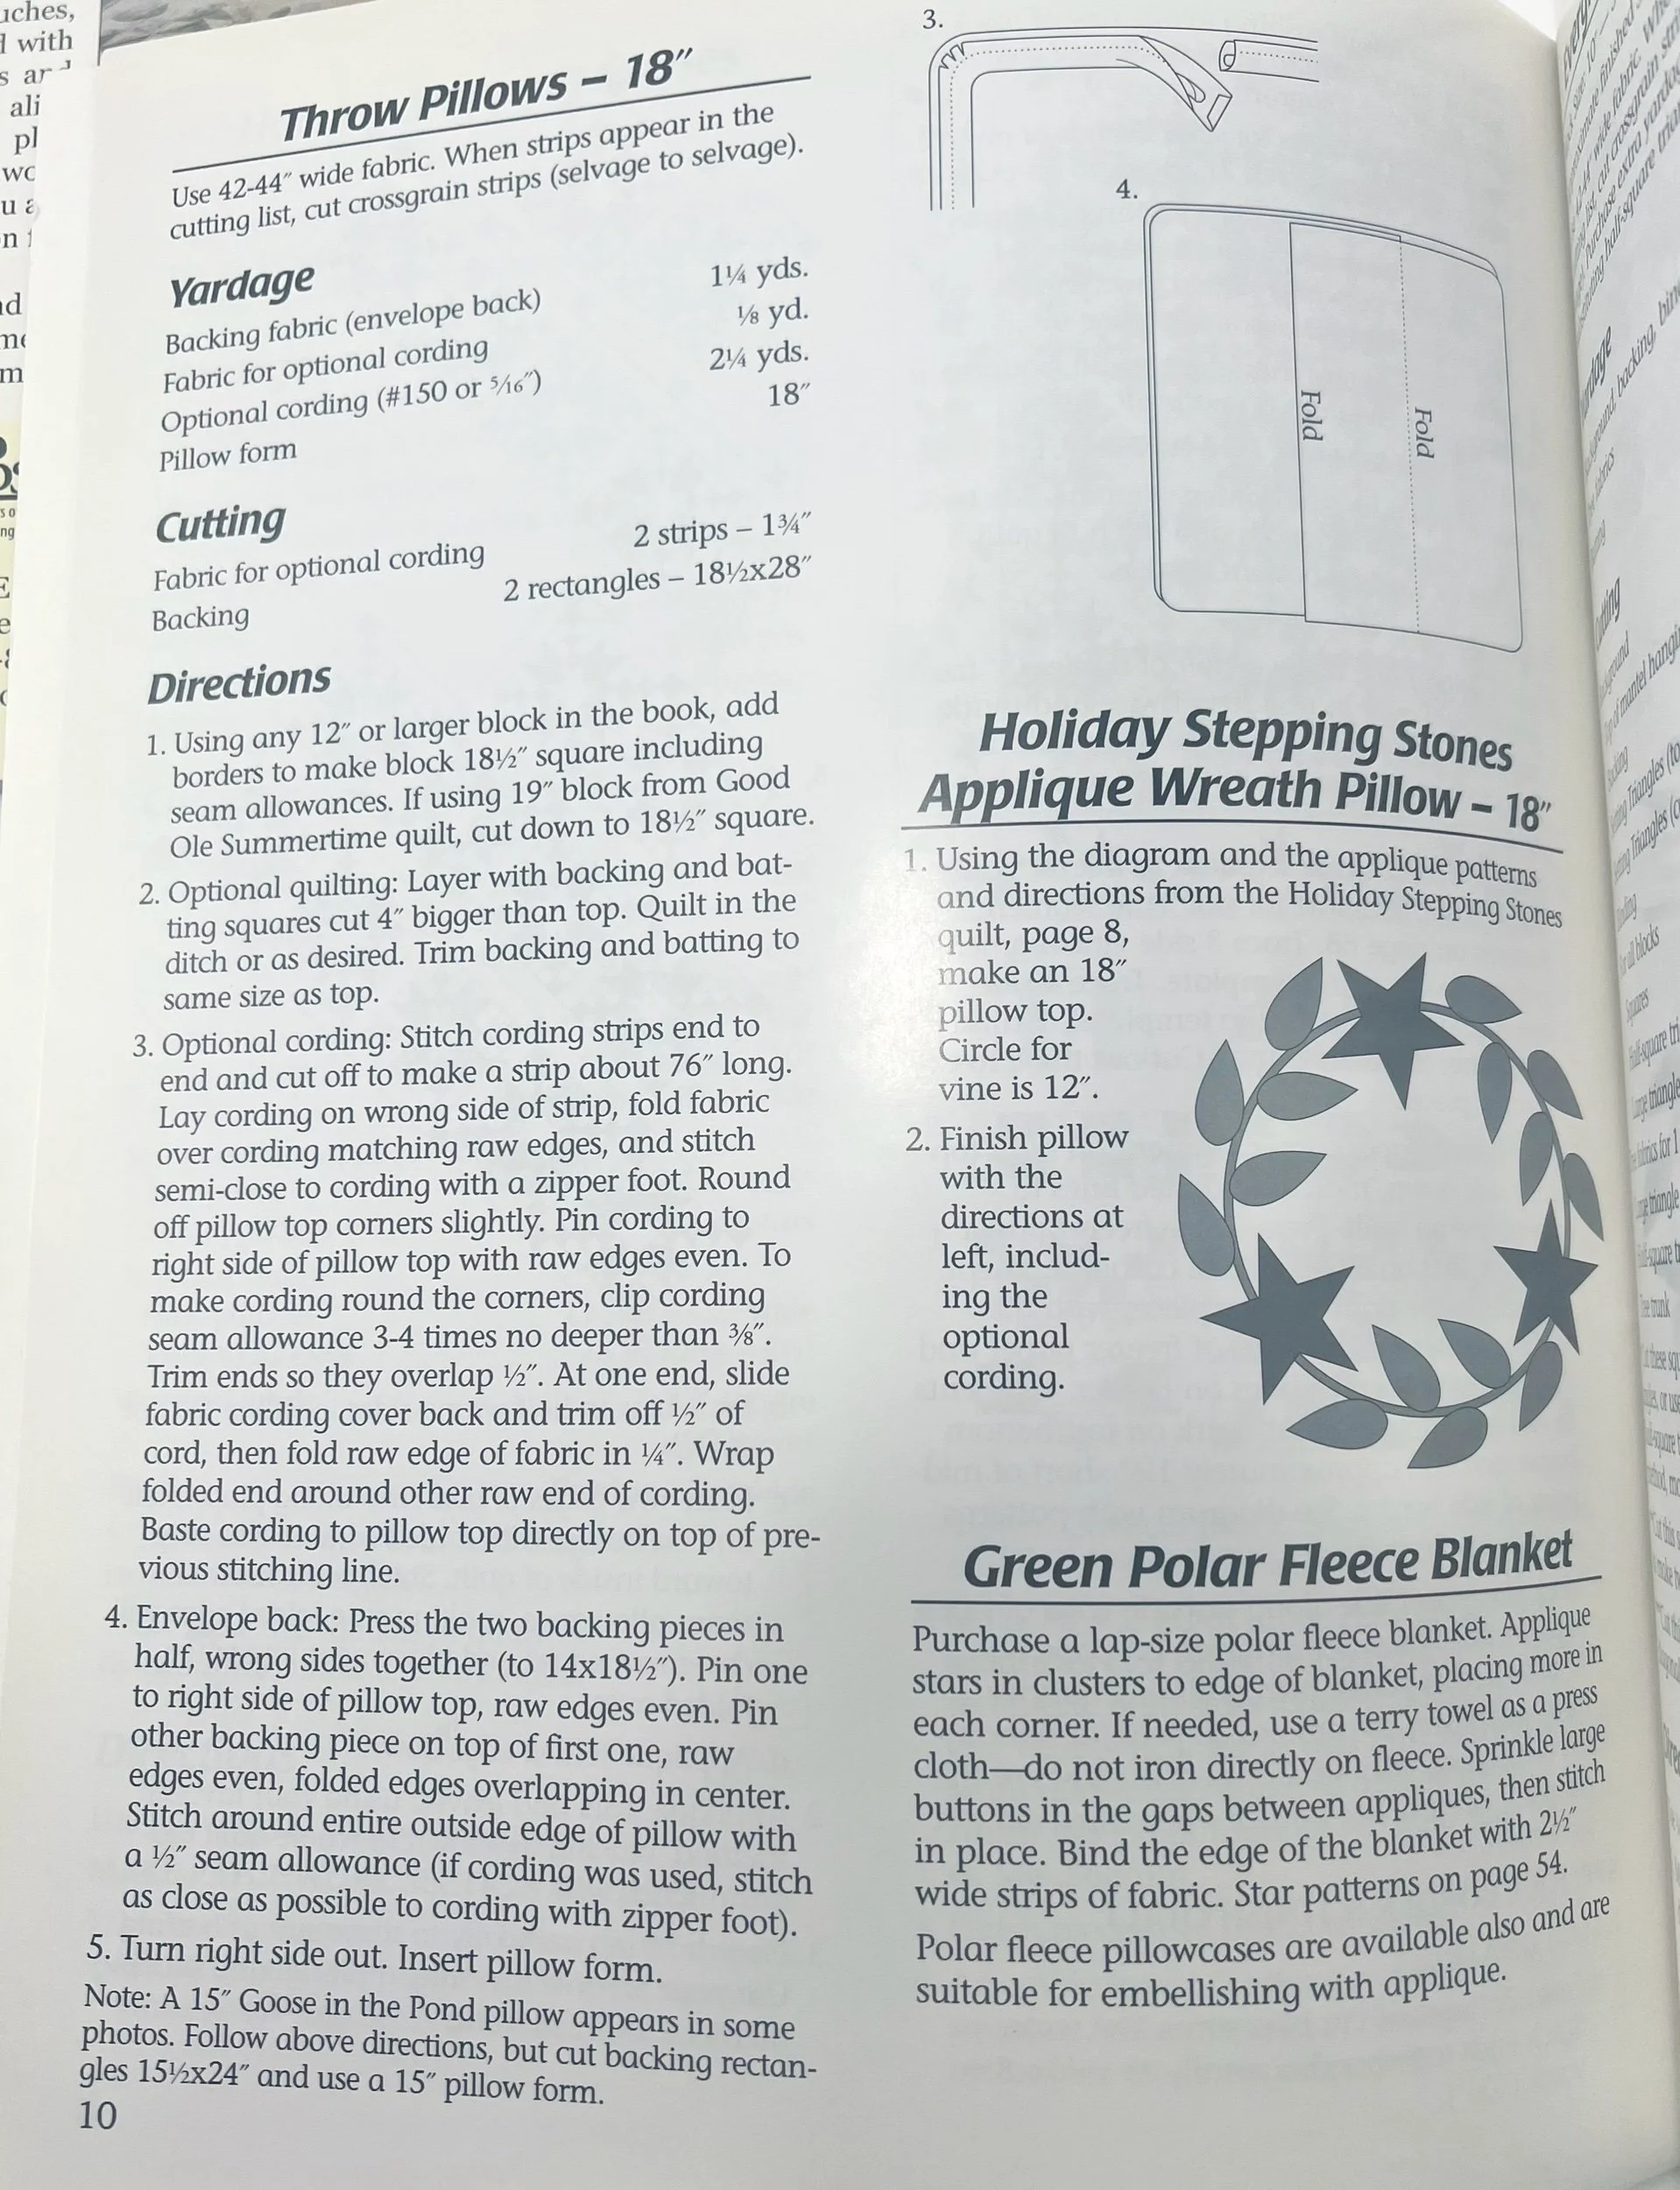 Throw Pillows – 18″
Use 42-44″ wide fabric. When strips appear in the
cutting list, cut crossgrain strips (selvage to selvage).
Yardage
Backing fabric (envelope back) 1¼ yds.
Fabric for optional cording ⅛ yd.
Optional cording (#150 or 5/16″) 2¼ yds.
Pillow form 18″
Cutting
Fabric for optional cording 2 strips – 1¾″
Backing 2 rectangles – 18½x28″
Directions
1. Using any 12″ or larger block in the book, add
borders to make block 18½″ square including
seam allowances. If using 19″ block from Good
Ole Summertime quilt, cut down to 18½″ square.
2. Optional quilting: Layer with backing and bat-
ting squares cut 4″ bigger than top. Quilt in the
ditch or as desired. Trim backing and batting to
same size as top.
3. Optional cording: Stitch cording strips end to
end and cut off to make a strip about 76″ long.
Lay cording on wrong side of strip, fold fabric
over cording matching raw edges, and stitch
semi-close to cording with a zipper foot. Round
off pillow top corners slightly. Pin cording to
right side of pillow top with raw edges even. To
make cording round the corners, clip cording
seam allowance 3-4 times no deeper than ⅜″.
Trim ends so they overlap ½″. At one end, slide
fabric cording cover back and trim off ½″ of
cord, then fold raw edge of fabric in ¼″. Wrap
folded end around other raw end of cording.
Baste cording to pillow top directly on top of pre-
vious stitching line.
4. Envelope back: Press the two backing pieces in
half, wrong sides together (to 14x18½″). Pin one
to right side of pillow top, raw edges even. Pin
other backing piece on top of first one, raw
edges even, folded edges overlapping in center.
Stitch around entire outside edge of pillow with
a ½″ seam allowance (if cording was used, stitch
as close as possible to cording with zipper foot).
5. Turn right side out. Insert pillow form.
Note: A 15″ Goose in the Pond pillow appears in some
photos. Follow above directions, but cut backing rectan-
gles 15½x24″ and use a 15″ pillow form.
10
3.
4.
Fold
Fold
Holiday Stepping Stones
Applique Wreath Pillow – 18″
1. Using the diagram and the applique patterns
and directions from the Holiday Stepping Stones
quilt, page 8,
make an 18″
pillow top.
Circle for
vine is 12″.
2. Finish pillow
with the
directions at
left, includ-
ing the
optional
cording.
Green Polar Fleece Blanket
Purchase a lap-size polar fleece blanket. Applique
stars in clusters to edge of blanket, placing more in
each corner. If needed, use a terry towel as a press
cloth—do not iron directly on fleece. Sprinkle large
buttons in the gaps between appliques, then stitch
in place. Bind the edge of the blanket with 2½″
wide strips of fabric. Star patterns on page 54.
Polar fleece pillowcases are available also and are
suitable for embellishing with applique.